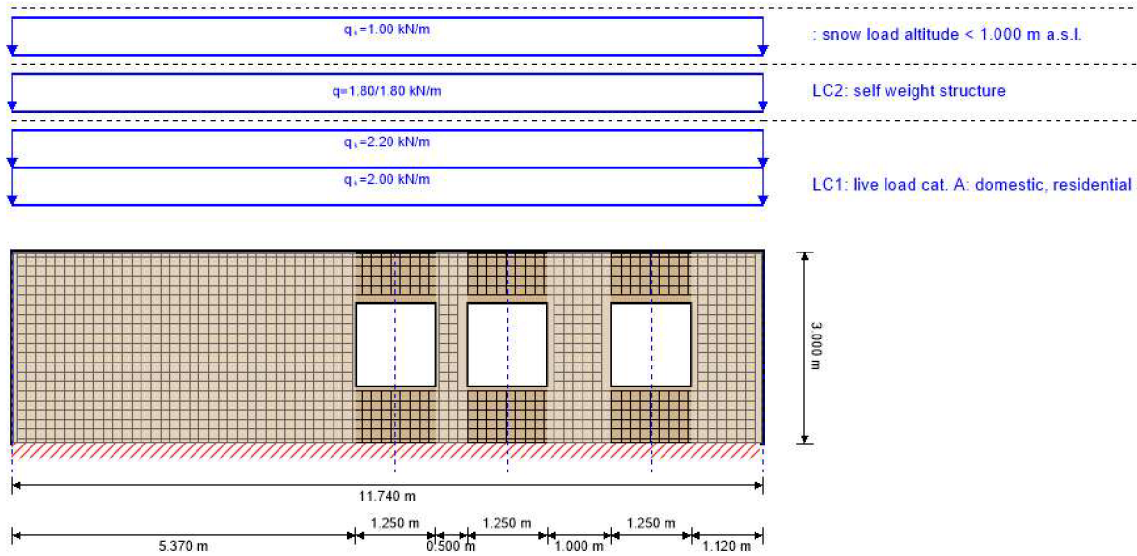 qₖ=1.00 kN/m
: snow load altitude < 1.000 m a.s.l.
q=1.80/1.80 kN/m
LC2: self weight structure
qₖ=2.20 kN/m
qₖ=2.00 kN/m
LC1: live load cat. A: domestic, residential
3.000 m
11.740 m
5.370 m
1.250 m
0.500 m
1.250 m
1.000 m
1.250 m
1.120 m